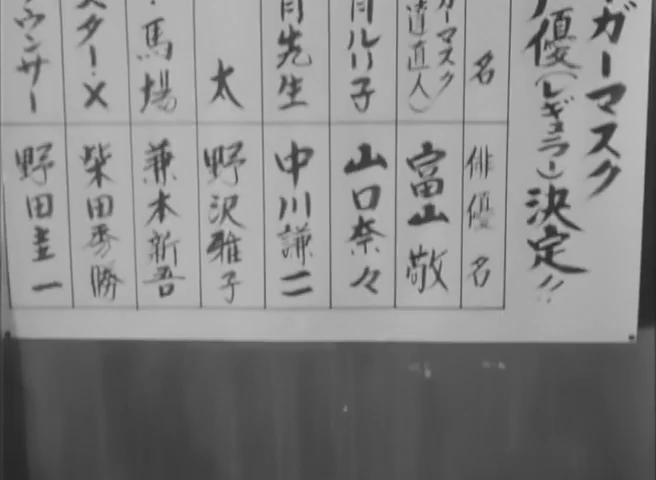 ガーマスク
優(レギュラー)決定!!
名 俳優名
ガーマスク
達直人) 富山敬
月ルリ子 山口奈々
月先生 中川謙二
太 野沢雅子
・馬場 兼本新吾
スター・X 柴田秀勝
ウンサー 野田圭一